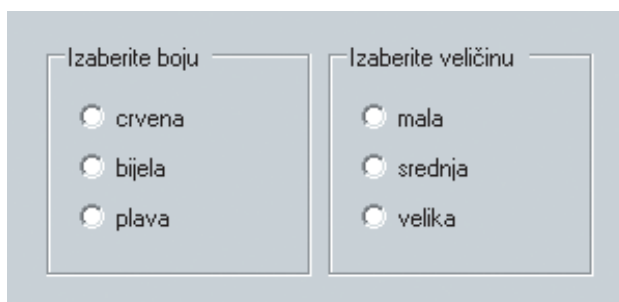 Izaberite boju
crvena
bijela
plava
Izaberite veličinu
mala
srednja
velika